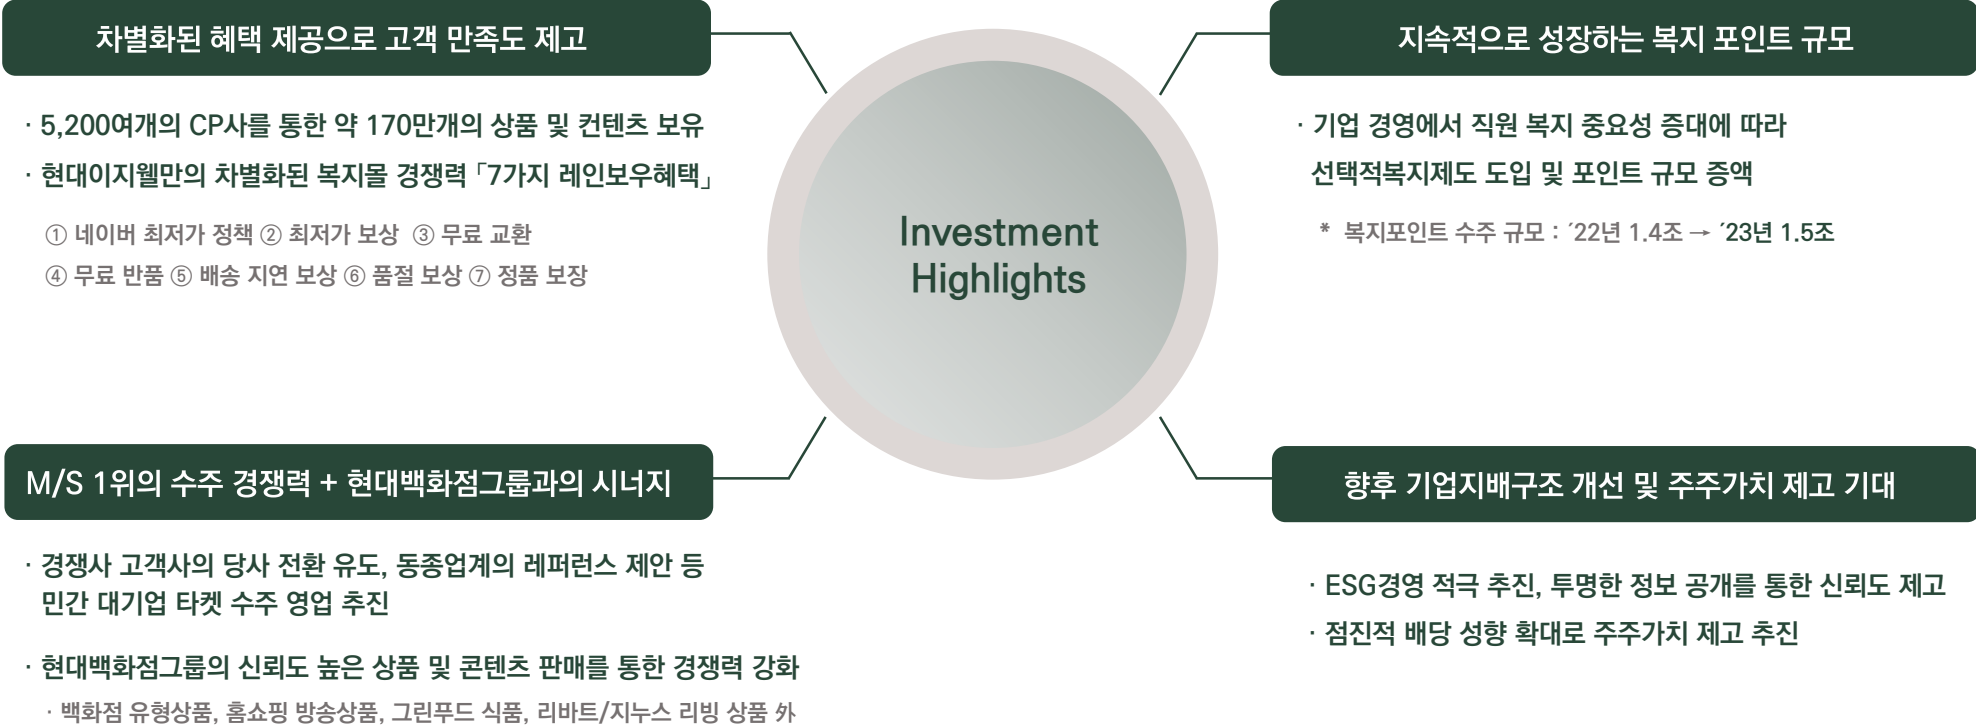 차별화된 혜택 제공으로 고객 만족도 제고
· 5,200여개의 CP사를 통한 약 170만개의 상품 및 컨텐츠 보유
· 현대이지웰만의 차별화된 복지몰 경쟁력 ｢7가지 레인보우혜택｣
① 네이버 최저가 정책 ② 최저가 보상 ③ 무료 교환
④ 무료 반품 ⑤ 배송 지연 보상 ⑥ 품절 보상 ⑦ 정품 보장
Investment
Highlights
지속적으로 성장하는 복지 포인트 규모
· 기업 경영에서 직원 복지 중요성 증대에 따라
선택적복지제도 도입 및 포인트 규모 증액
* 복지포인트 수주 규모 : ´22년 1.4조 → ´23년 1.5조
M/S 1위의 수주 경쟁력 + 현대백화점그룹과의 시너지
· 경쟁사 고객사의 당사 전환 유도, 동종업계의 레퍼런스 제안 등
민간 대기업 타켓 수주 영업 추진
· 현대백화점그룹의 신뢰도 높은 상품 및 콘텐츠 판매를 통한 경쟁력 강화
· 백화점 유형상품, 홈쇼핑 방송상품, 그린푸드 식품, 리바트/지누스 리빙 상품 外
향후 기업지배구조 개선 및 주주가치 제고 기대
· ESG경영 적극 추진, 투명한 정보 공개를 통한 신뢰도 제고
· 점진적 배당 성향 확대로 주주가치 제고 추진